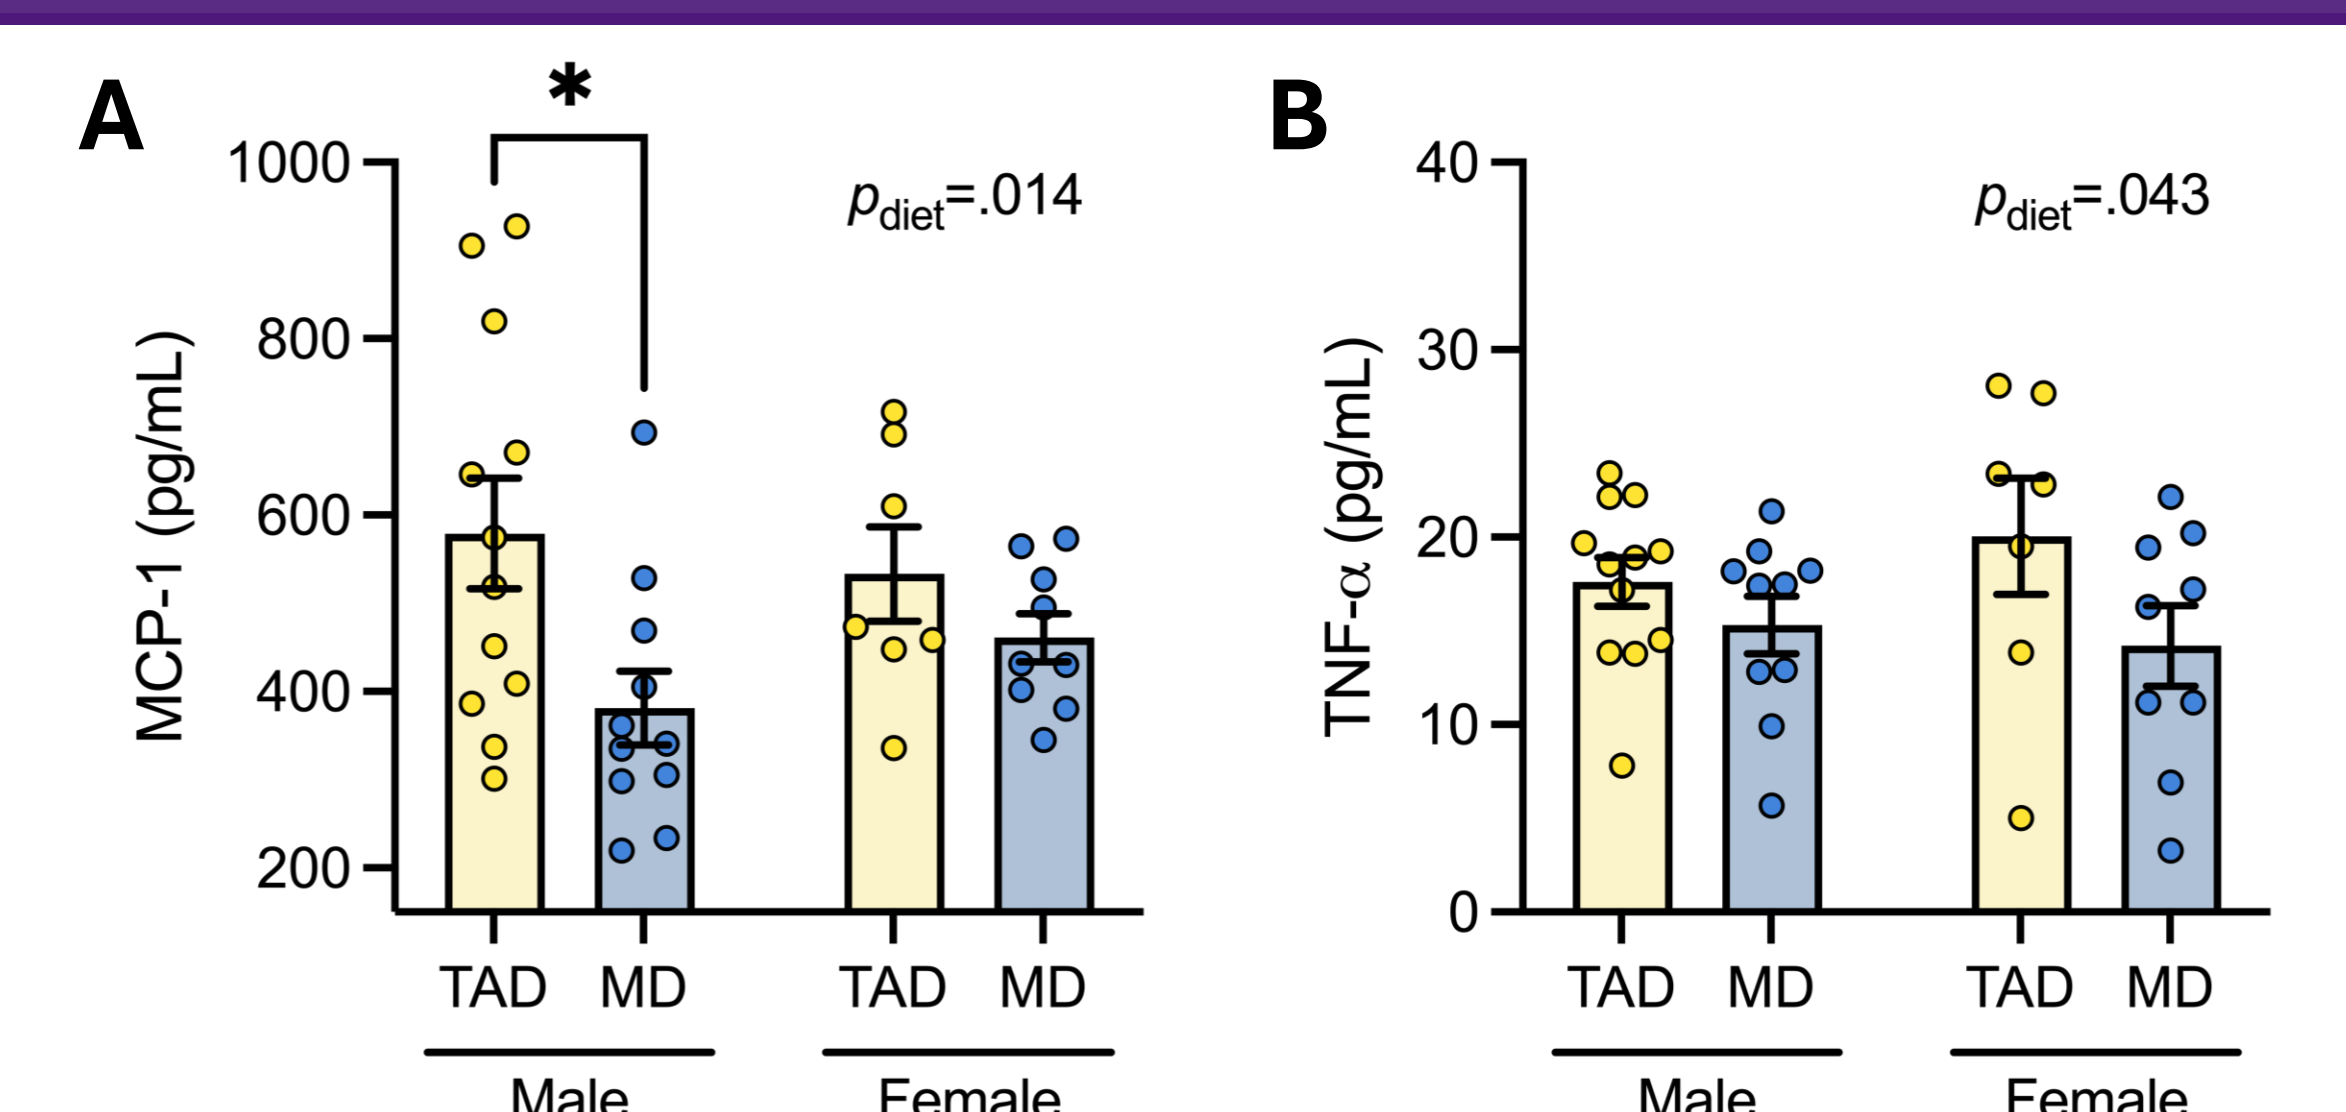 A
*
1000
800
600
400
200
MCP-1 (pg/mL)
pdiet=.014
TAD MD TAD MD
Male Female
B
40
30
20
10
0
TNF-α (pg/mL)
pdiet=.043
TAD MD TAD MD
Male Female